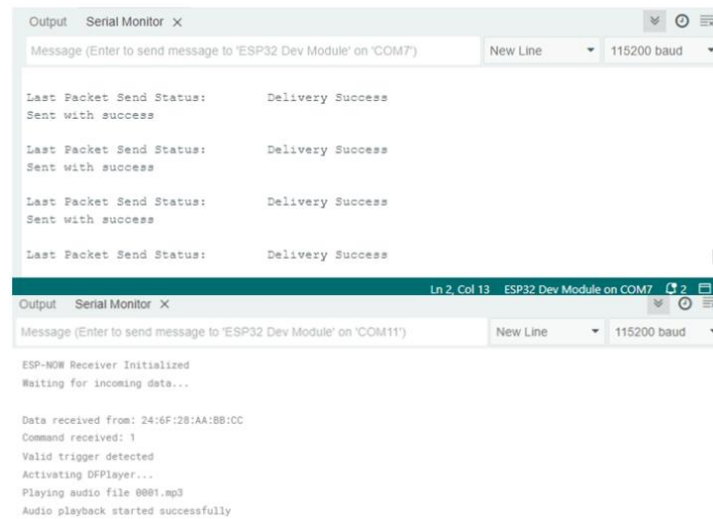 Output Serial Monitor ×
Message (Enter to send message to 'ESP32 Dev Module' on 'COM7') New Line 115200 baud
Last Packet Send Status: Delivery Success
Sent with success
Last Packet Send Status: Delivery Success
Sent with success
Last Packet Send Status: Delivery Success
Sent with success
Last Packet Send Status: Delivery Success
Ln 2, Col 13 ESP32 Dev Module on COM7 2
Output Serial Monitor ×
Message (Enter to send message to 'ESP32 Dev Module' on 'COM11') New Line 115200 baud
ESP-NOW Receiver Initialized
Waiting for incoming data...
Data received from: 24:6F:28:AA:BB:CC
Command received: 1
Valid trigger detected
Activating DFPlayer...
Playing audio file 0001.mp3
Audio playback started successfully